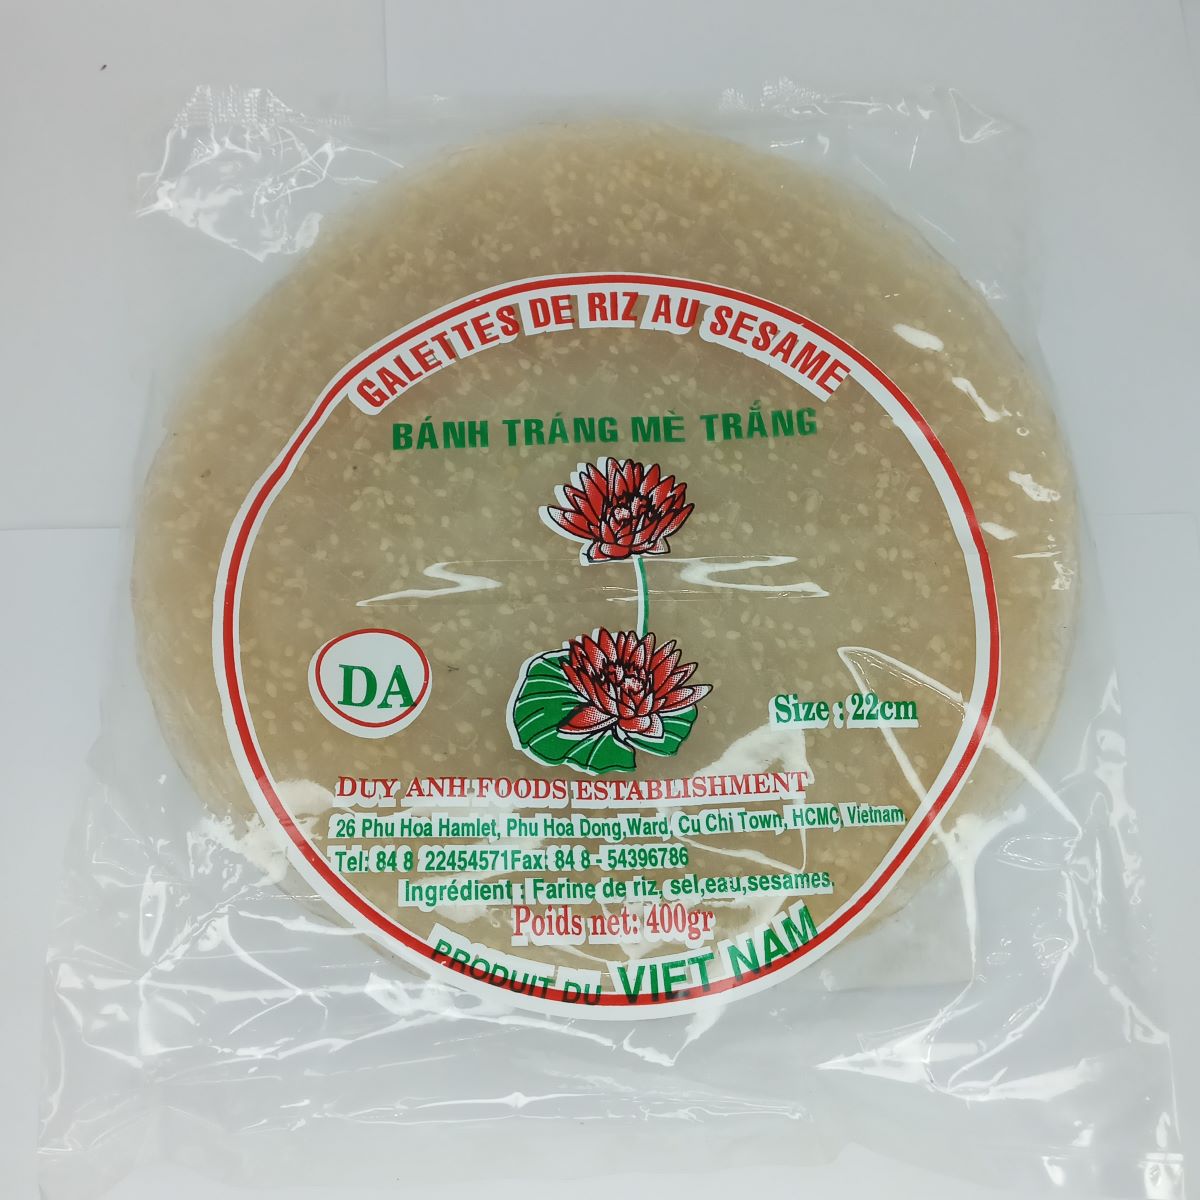 GALETTES DE RIZ AU SESAME
BÁNH TRÁNG MÈ TRẮNG
DA
Size : 22cm
DUY ANH FOODS ESTABLISHMENT
26 Phu Hoa Hamlet, Phu Hoa Dong,Ward, Cu Chi Town, HCMC, Vietnam.
Tel: 84 8 22454571Fax: 84 8 - 54396786
Ingrédient : Farine de riz, sel,eau,sesames.
Poids net: 400gr
PRODUIT DU VIET NAM